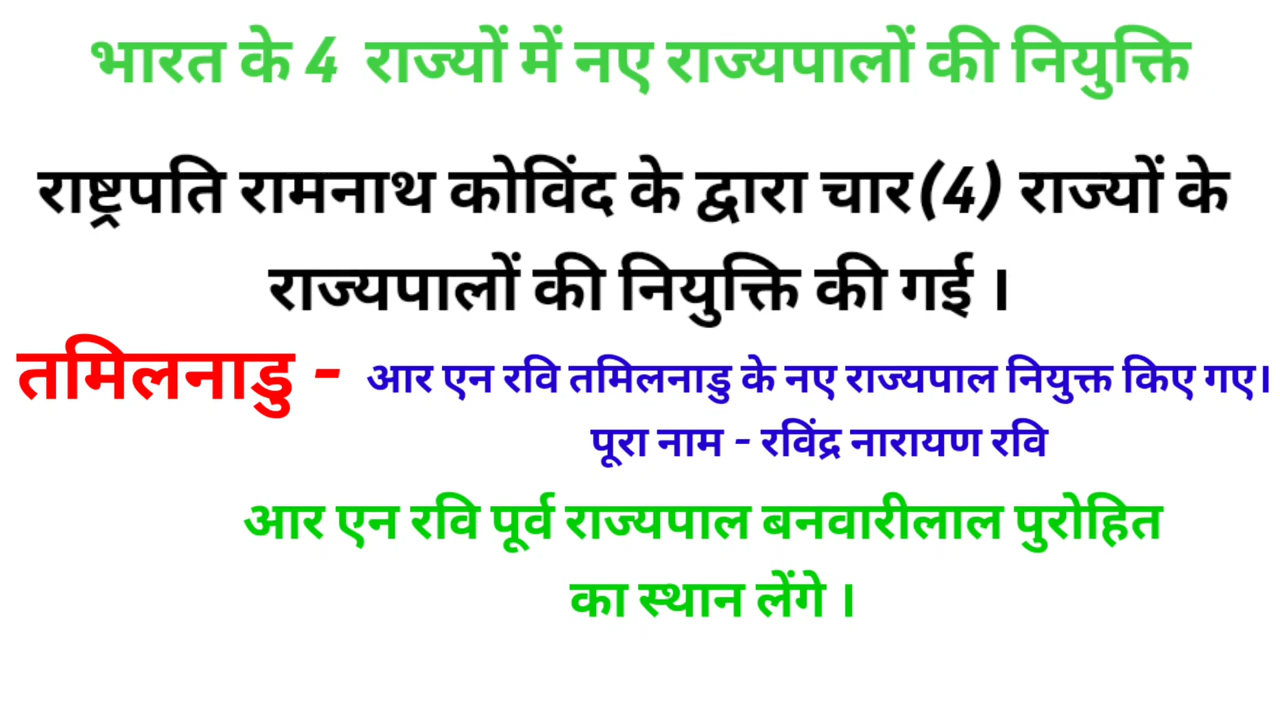 भारत के 4 राज्यों में नए राज्यपालों की नियुक्ति
राष्ट्रपति रामनाथ कोविंद के द्वारा चार(4) राज्यों के
राज्यपालों की नियुक्ति की गई ।
तमिलनाडु - आर एन रवि तमिलनाडु के नए राज्यपाल नियुक्त किए गए।
पूरा नाम - रविंद्र नारायण रवि
आर एन रवि पूर्व राज्यपाल बनवारीलाल पुरोहित
का स्थान लेंगे ।